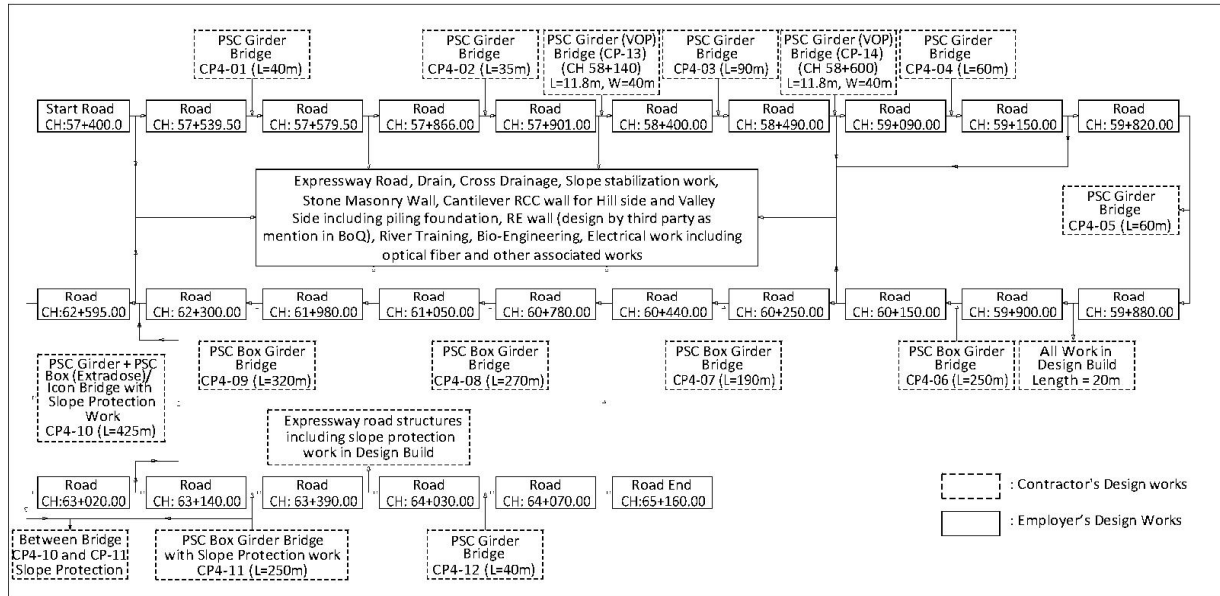 PSC Girder
Bridge
CP4-01 (L=40m)
PSC Girder
Bridge
CP4-02 (L=35m)
PSC Girder (VOP)
Bridge (CP-13)
(CH 58+140)
L=11.8m, W=40m
PSC Girder
Bridge
CP4-03 (L=90m)
PSC Girder (VOP)
Bridge (CP-14)
(CH 58+600)
L=11.8m, W=40m
PSC Girder
Bridge
CP4-04 (L=60m)
Start Road
CH:57+400.0
Road
CH: 57+539.50
Road
CH: 57+579.50
Road
CH: 57+866.00
Road
CH: 57+901.00
Road
CH: 58+400.00
Road
CH: 58+490.00
Road
CH: 59+090.00
Road
CH: 59+150.00
Road
CH: 59+820.00
Expressway Road, Drain, Cross Drainage, Slope stabilization work,
Stone Masonry Wall, Cantilever RCC wall for Hill side and Valley
Side including piling foundation, RE wall (design by third party as
mention in BoQ), River Training, Bio-Engineering, Electrical work including
optical fiber and other associated works
PSC Girder
Bridge
CP4-05 (L=60m)
Road
CH:62+595.00
Road
CH: 62+300.00
Road
CH: 61+980.00
Road
CH: 61+050.00
Road
CH: 60+780.00
Road
CH: 60+440.00
Road
CH: 60+250.00
Road
CH: 60+150.00
Road
CH: 59+900.00
Road
CH: 59+880.00
PSC Girder + PSC
Box (Extradose)/
Icon Bridge with
Slope Protection
Work
CP4-10 (L=425m)
PSC Box Girder
Bridge
CP4-09 (L=320m)
PSC Box Girder
Bridge
CP4-08 (L=270m)
PSC Box Girder
Bridge
CP4-07 (L=190m)
PSC Box Girder
Bridge
CP4-06 (L=250m)
All Work in
Design Build
Length = 20m
Expressway road structures
including slope protection
work in Design Build
Road
CH:63+020.00
Road
CH: 63+140.00
Road
CH: 63+390.00
Road
CH: 64+030.00
Road
CH: 64+070.00
Road End
CH:65+160.00
Between Bridge
CP4-10 and CP-11
Slope Protection
PSC Box Girder Bridge
with Slope Protection work
CP4-11 (L=250m)
PSC Girder
Bridge
CP4-12 (L=40m)
: Contractor's Design works
: Employer's Design Works